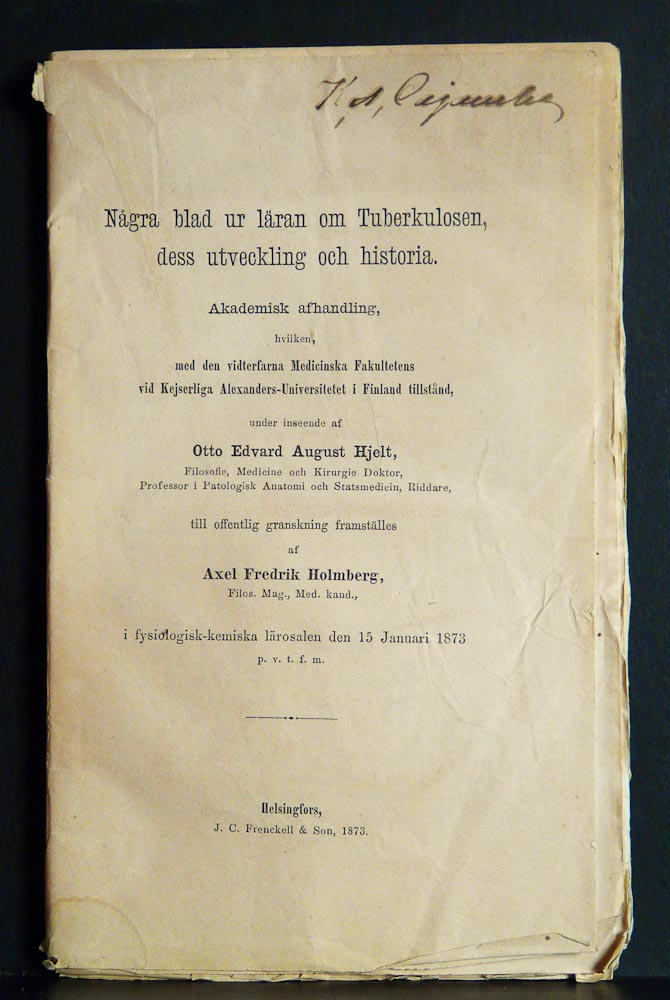 K. A.
Några blad ur läran om Tuberkulosen,
dess utveckling och historia.
Akademisk afhandling,
hvilken,
med den vidterfarna Medicinska Fakultetens
vid Kejserliga Alexanders-Universitetet i Finland tillstånd,
under inseende af
Otto Edvard August Hjelt,
Filosofie, Medicine och Kirurgie Doktor,
Professor i Patologisk Anatomi och Statsmedicin, Riddare,
till offentlig granskning framställes
af
Axel Fredrik Holmberg,
Filos. Mag., Med. kand.,
i fysiologisk-kemiska lärosalen den 15 Januari 1873
p. v. t. f. m.
Helsingfors,
J. C. Frenckell & Son, 1873.